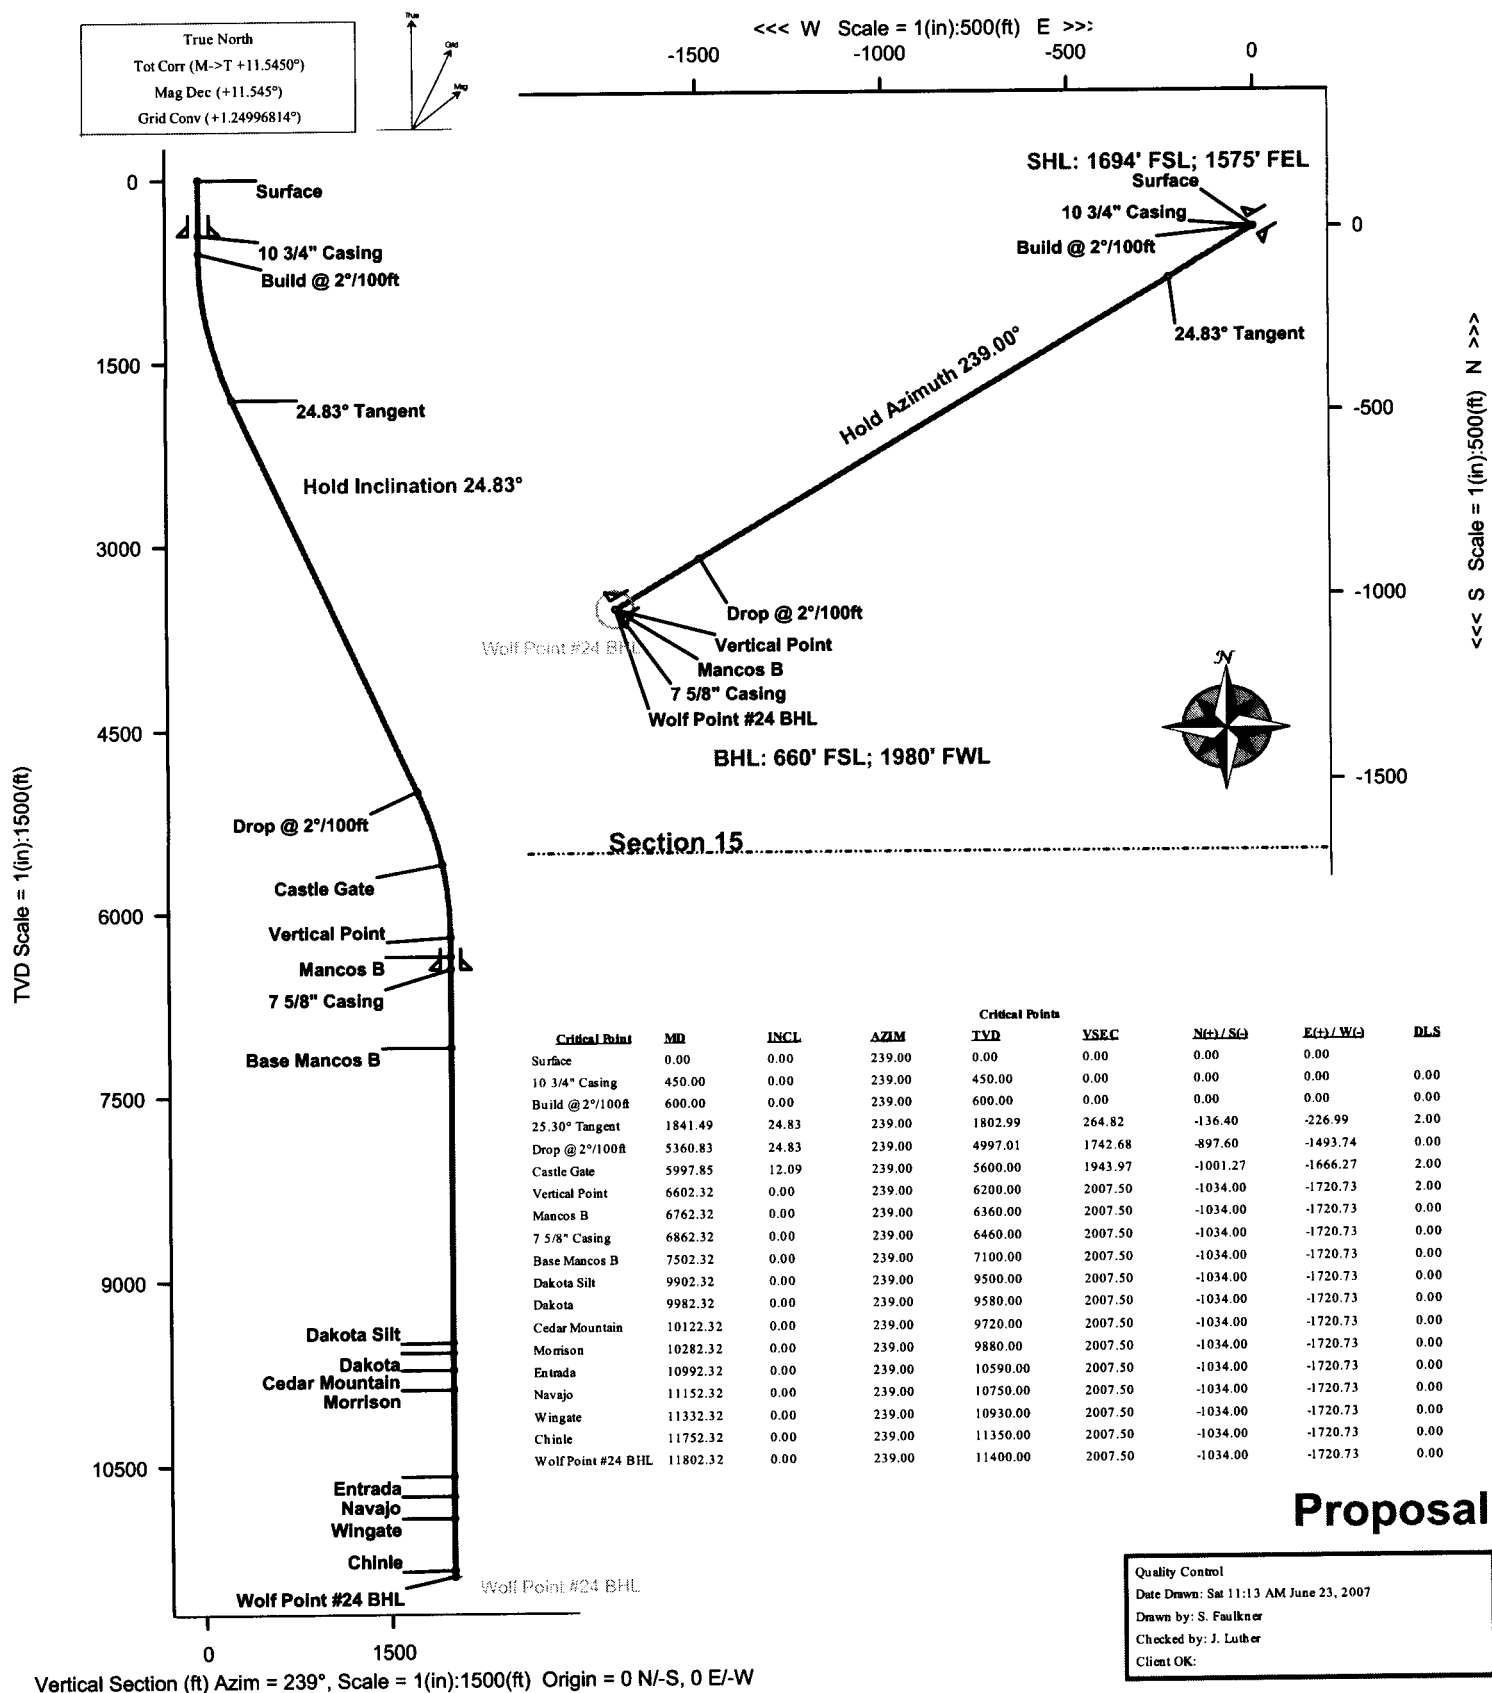 True North
Tot Corr (M->T +11.5450°)
Mag Dec (+11.545°)
Grid Conv (+1.24996814°)
True
Grid
Mag
<<< W Scale = 1(in):500(ft) E >>>
-1500 -1000 -500 0
SHL: 1694' FSL; 1575' FEL
Surface
10 3/4" Casing
Build @ 2°/100ft
24.83° Tangent
Hold Azimuth 239.00°
Drop @ 2°/100ft
Vertical Point
Mancos B
7 5/8" Casing
Wolf Point #24 BHL
Wolf Point #24 BHL
BHL: 660' FSL; 1980' FWL
Section 15
N
0
-500
-1000
-1500
<<< S Scale = 1(in):500(ft) N >>>
TVD Scale = 1(in):1500(ft)
0
1500
3000
4500
6000
7500
9000
10500
Surface
10 3/4" Casing
Build @ 2°/100ft
24.83° Tangent
Hold Inclination 24.83°
Drop @ 2°/100ft
Castle Gate
Vertical Point
Mancos B
7 5/8" Casing
Base Mancos B
Dakota Silt
Dakota
Cedar Mountain
Morrison
Entrada
Navajo
Wingate
Chinle
Wolf Point #24 BHL
Wolf Point #24 BHL
0 1500
Vertical Section (ft) Azim = 239°, Scale = 1(in):1500(ft) Origin = 0 N/-S, 0 E/-W
Critical Points
Critical Point MD INCL AZIM TVD VSEC N(+) / S(-) E(+) / W(-) DLS
Surface 0.00 0.00 239.00 0.00 0.00 0.00 0.00
10 3/4" Casing 450.00 0.00 239.00 450.00 0.00 0.00 0.00 0.00
Build @ 2°/100ft 600.00 0.00 239.00 600.00 0.00 0.00 0.00 0.00
25.30° Tangent 1841.49 24.83 239.00 1802.99 264.82 -136.40 -226.99 2.00
Drop @ 2°/100ft 5360.83 24.83 239.00 4997.01 1742.68 -897.60 -1493.74 0.00
Castle Gate 5997.85 12.09 239.00 5600.00 1943.97 -1001.27 -1666.27 2.00
Vertical Point 6602.32 0.00 239.00 6200.00 2007.50 -1034.00 -1720.73 2.00
Mancos B 6762.32 0.00 239.00 6360.00 2007.50 -1034.00 -1720.73 0.00
7 5/8" Casing 6862.32 0.00 239.00 6460.00 2007.50 -1034.00 -1720.73 0.00
Base Mancos B 7502.32 0.00 239.00 7100.00 2007.50 -1034.00 -1720.73 0.00
Dakota Silt 9902.32 0.00 239.00 9500.00 2007.50 -1034.00 -1720.73 0.00
Dakota 9982.32 0.00 239.00 9580.00 2007.50 -1034.00 -1720.73 0.00
Cedar Mountain 10122.32 0.00 239.00 9720.00 2007.50 -1034.00 -1720.73 0.00
Morrison 10282.32 0.00 239.00 9880.00 2007.50 -1034.00 -1720.73 0.00
Entrada 10992.32 0.00 239.00 10590.00 2007.50 -1034.00 -1720.73 0.00
Navajo 11152.32 0.00 239.00 10750.00 2007.50 -1034.00 -1720.73 0.00
Wingate 11332.32 0.00 239.00 10930.00 2007.50 -1034.00 -1720.73 0.00
Chinle 11752.32 0.00 239.00 11350.00 2007.50 -1034.00 -1720.73 0.00
Wolf Point #24 BHL 11802.32 0.00 239.00 11400.00 2007.50 -1034.00 -1720.73 0.00
Proposal
Quality Control
Date Drawn: Sat 11:13 AM June 23, 2007
Drawn by: S. Faulkner
Checked by: J. Luther
Client OK: